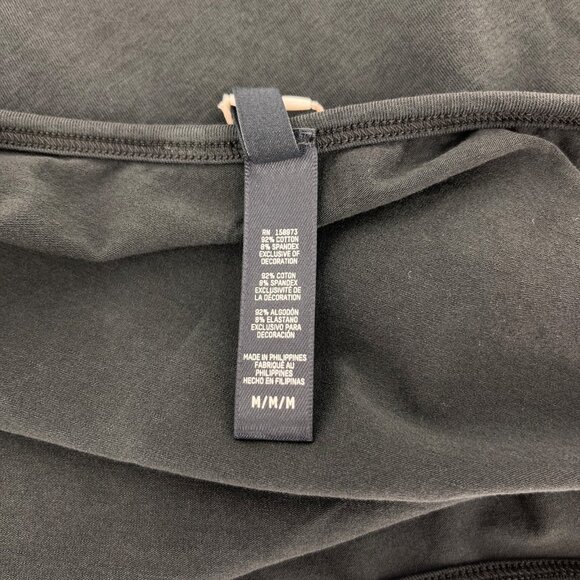 RN 158973
92% COTTON
8% SPANDEX
EXCLUSIVE OF
DECORATION
92% COTON
8% SPANDEX
EXCLUSIVITÉ DE
LA DÉCORATION
92% ALGODÓN
8% ELASTANO
EXCLUSIVO PARA
DECORACIÓN
MADE IN PHILIPPINES
FABRIQUÉ AU
PHILIPPINES
HECHO EN FILIPINAS
M/M/M